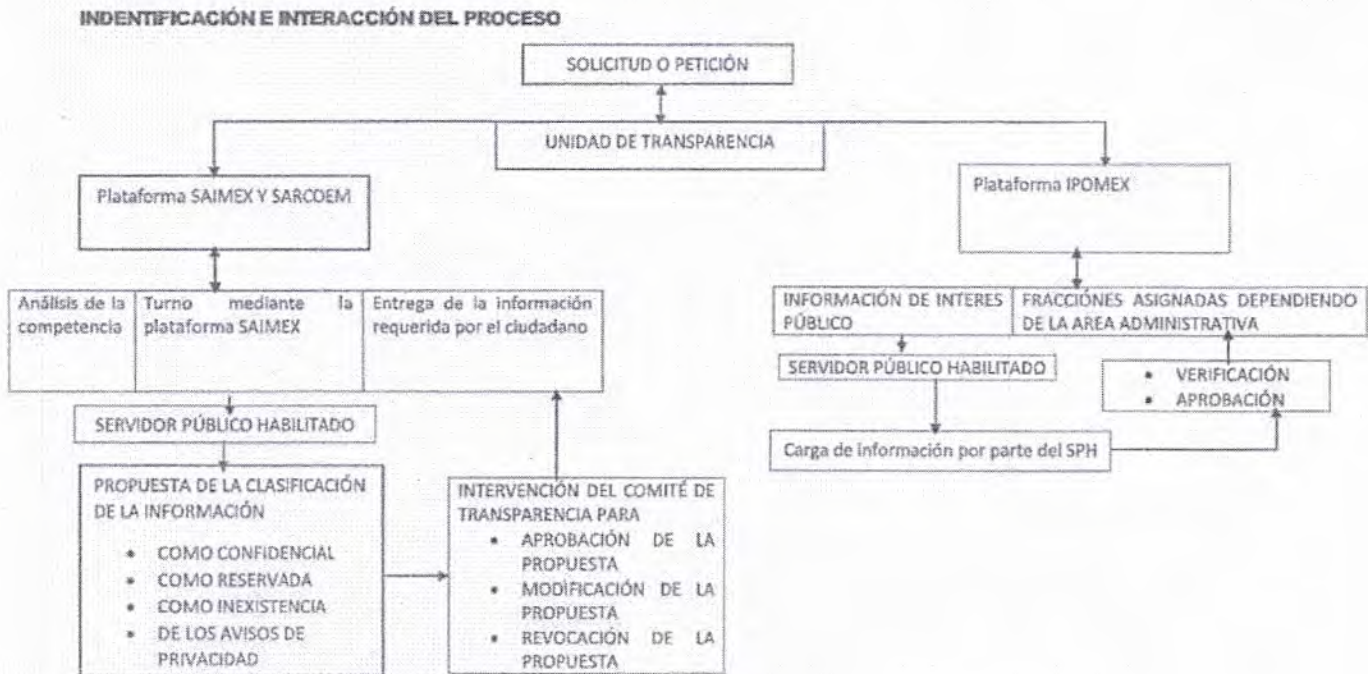 INDENTIFICACIÓN E INTERACCIÓN DEL PROCESO
SOLICITUD O PETICIÓN
UNIDAD DE TRANSPARENCIA
Plataforma SAIMEX Y SARCOEM
Plataforma IPOMEX
Análisis de la
competencia
Turno mediante la
plataforma SAIMEX
Entrega de la información
requerida por el ciudadano
INFORMACIÓN DE INTERES
PÚBLICO
FRACCIÓNES ASIGNADAS DEPENDIENDO
DE LA AREA ADMINISTRATIVA
SERVIDOR PÚBLICO HABILITADO
• VERIFICACIÓN
• APROBACIÓN
Carga de información por parte del SPH
SERVIDOR PÚBLICO HABILITADO
PROPUESTA DE LA CLASIFICACIÓN
DE LA INFORMACIÓN
• COMO CONFIDENCIAL
• COMO RESERVADA
• COMO INEXISTENCIA
• DE LOS AVISOS DE
PRIVACIDAD
INTERVENCIÓN DEL COMITÉ DE
TRANSPARENCIA PARA
• APROBACIÓN DE LA
PROPUESTA
• MODIFICACIÓN DE LA
PROPUESTA
• REVOCACIÓN DE LA
PROPUESTA